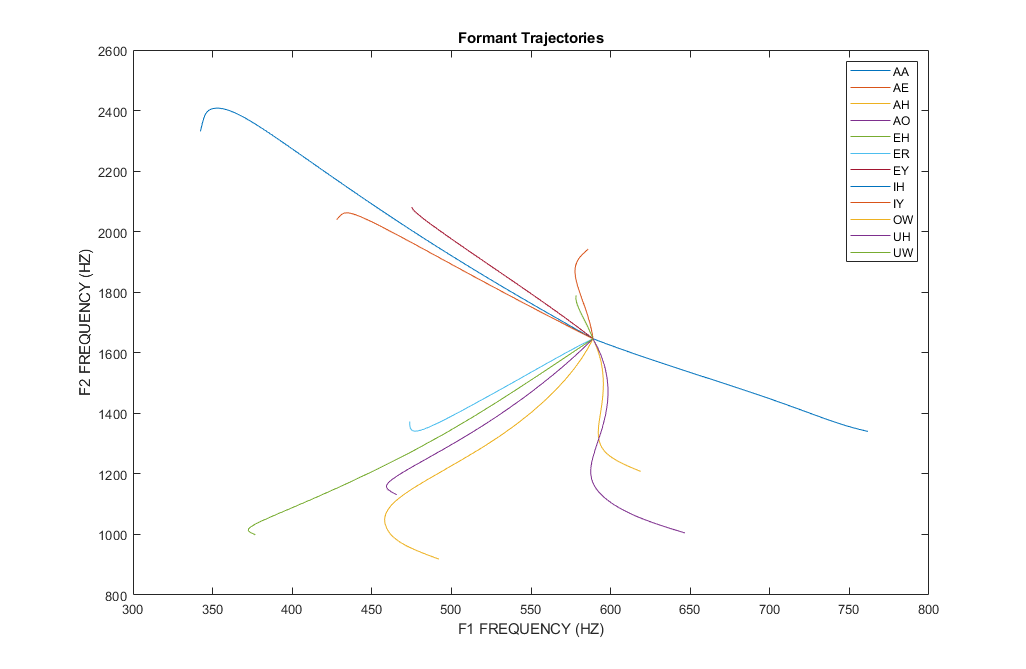 Formant Trajectories
2600
2400
2200
2000
1800
1600
1400
1200
1000
800
F2 FREQUENCY (HZ)
300 350 400 450 500 550 600 650 700 750 800
F1 FREQUENCY (HZ)
AA
AE
AH
AO
EH
ER
EY
IH
IY
OW
UH
UW